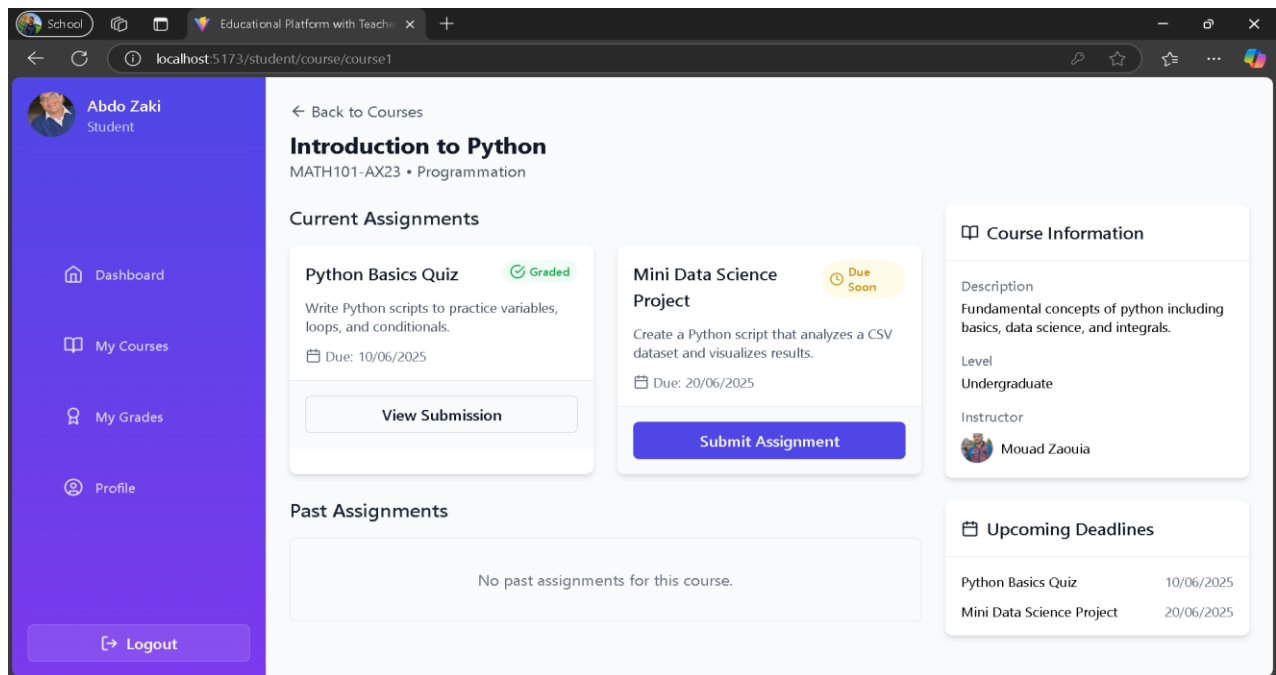 School
Educational Platform with Teache
localhost:5173/student/course/course1
Abdo Zaki
Student
Dashboard
My Courses
My Grades
Profile
Logout
Back to Courses
Introduction to Python
MATH101-AX23 • Programmation
Current Assignments
Python Basics Quiz
Graded
Write Python scripts to practice variables,
loops, and conditionals.
Due: 10/06/2025
View Submission
Mini Data Science
Project
Due
Soon
Create a Python script that analyzes a CSV
dataset and visualizes results.
Due: 20/06/2025
Submit Assignment
Past Assignments
No past assignments for this course.
Course Information
Description
Fundamental concepts of python including
basics, data science, and integrals.
Level
Undergraduate
Instructor
Mouad Zaouia
Upcoming Deadlines
Python Basics Quiz 10/06/2025
Mini Data Science Project 20/06/2025